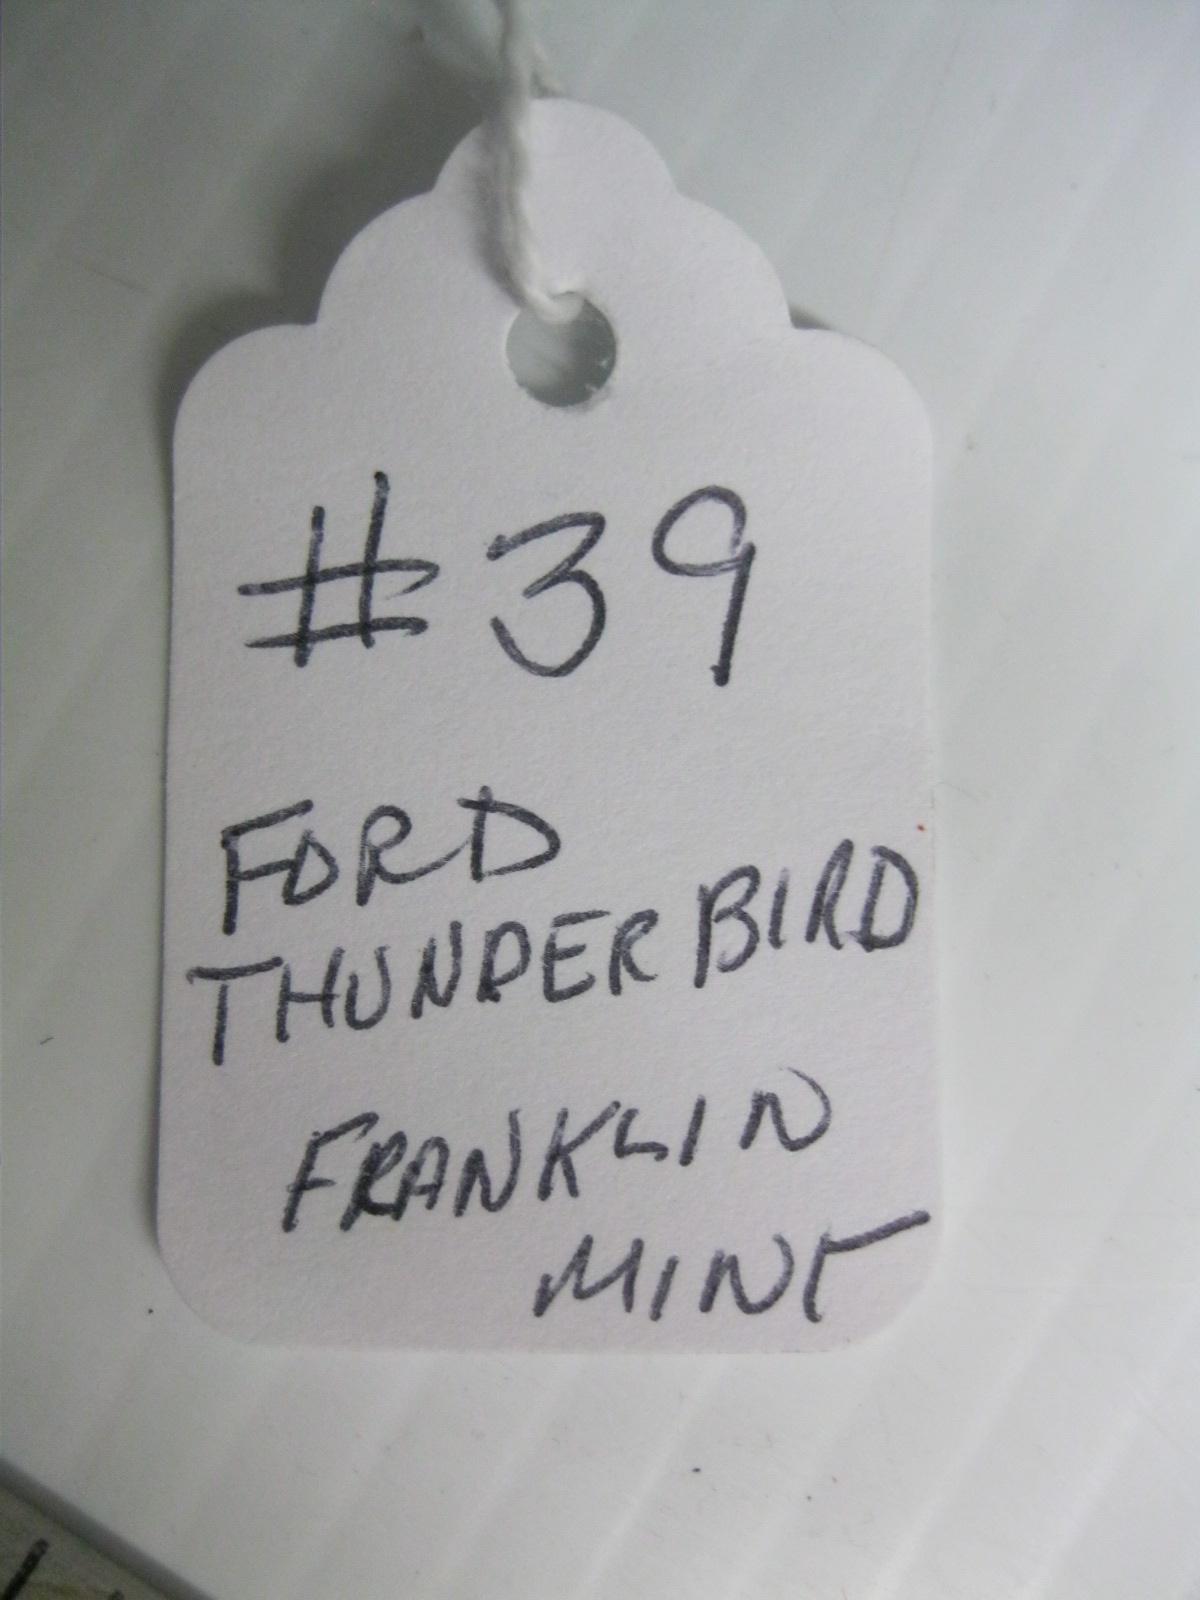 #39
FORD
THUNDERBIRD
FRANKLIN
MINT